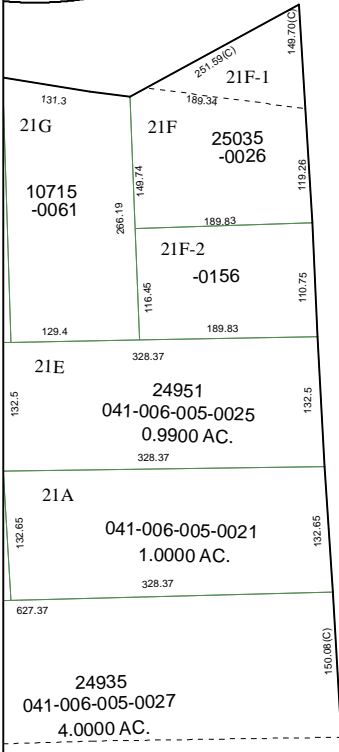 149.70(C)
251.59(C)
21F-1
131.3
189.34
21G
21F
25035
-0026
10715
-0061
149.74
119.26
266.19
189.83
21F-2
-0156
116.45
110.75
129.4
189.83
328.37
21E
132.5
24951
041-006-005-0025
0.9900 AC.
132.5
328.37
21A
132.65
041-006-005-0021
1.0000 AC.
132.65
328.37
627.37
150.08(C)
24935
041-006-005-0027
4.0000 AC.